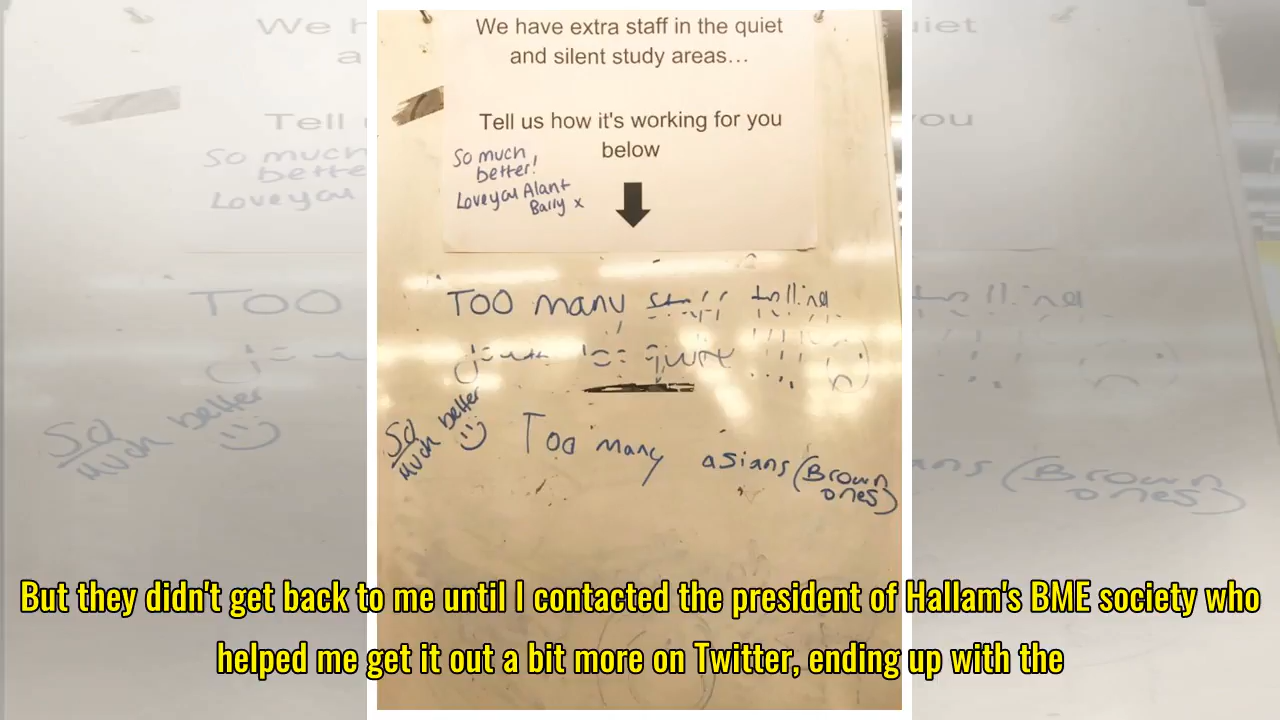 We have extra staff in the quiet
and silent study areas...
Tell us how it's working for you
below
So much
better!
Love you Alant
Barry x
TOO many staff telling
quiet !!!
So much better
Too many asians (Brown
ones)
But they didn't get back to me until I contacted the president of Hallam's BME society who
helped me get it out a bit more on Twitter, ending up with the